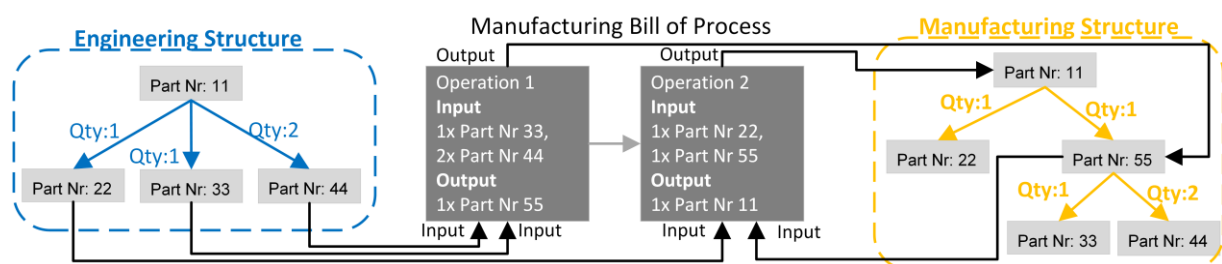 Manufacturing Bill of Process
Engineering Structure
Part Nr: 11
Qty:1
Qty:2
Qty:1
Part Nr: 22
Part Nr: 33
Part Nr: 44
Output
Operation 1
Input
1x Part Nr 33,
2x Part Nr 44
Output
1x Part Nr 55
Input
Input
Output
Operation 2
Input
1x Part Nr 22,
1x Part Nr 55
Output
1x Part Nr 11
Input
Input
Manufacturing Structure
Part Nr: 11
Qty:1
Qty:1
Part Nr: 22
Part Nr: 55
Qty:1
Qty:2
Part Nr: 33
Part Nr: 44